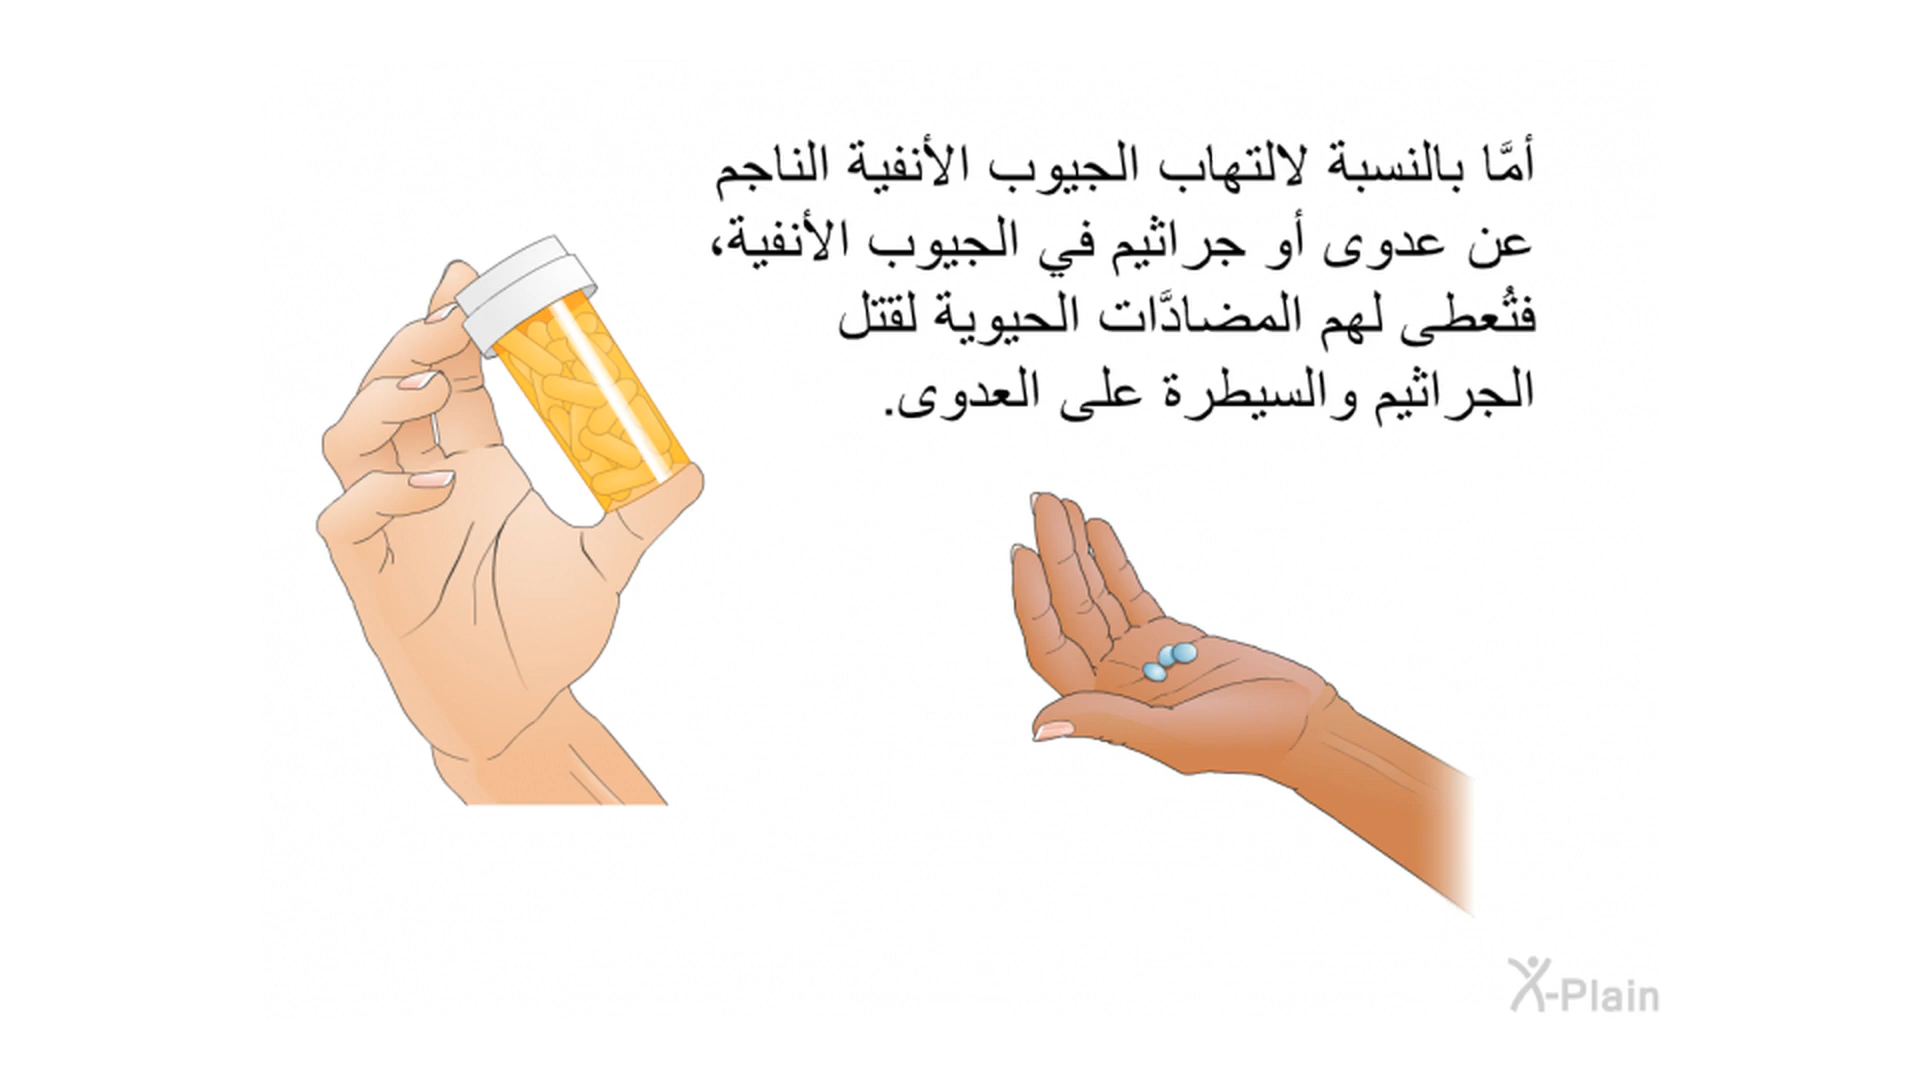 أمَّا بالنسبة لالتهاب الجيوب الأنفية الناجم
عن عدوى أو جراثيم في الجيوب الأنفية،
فتُعطى لهم المضادَّات الحيوية لقتل
الجراثيم والسيطرة على العدوى.
X-Plain